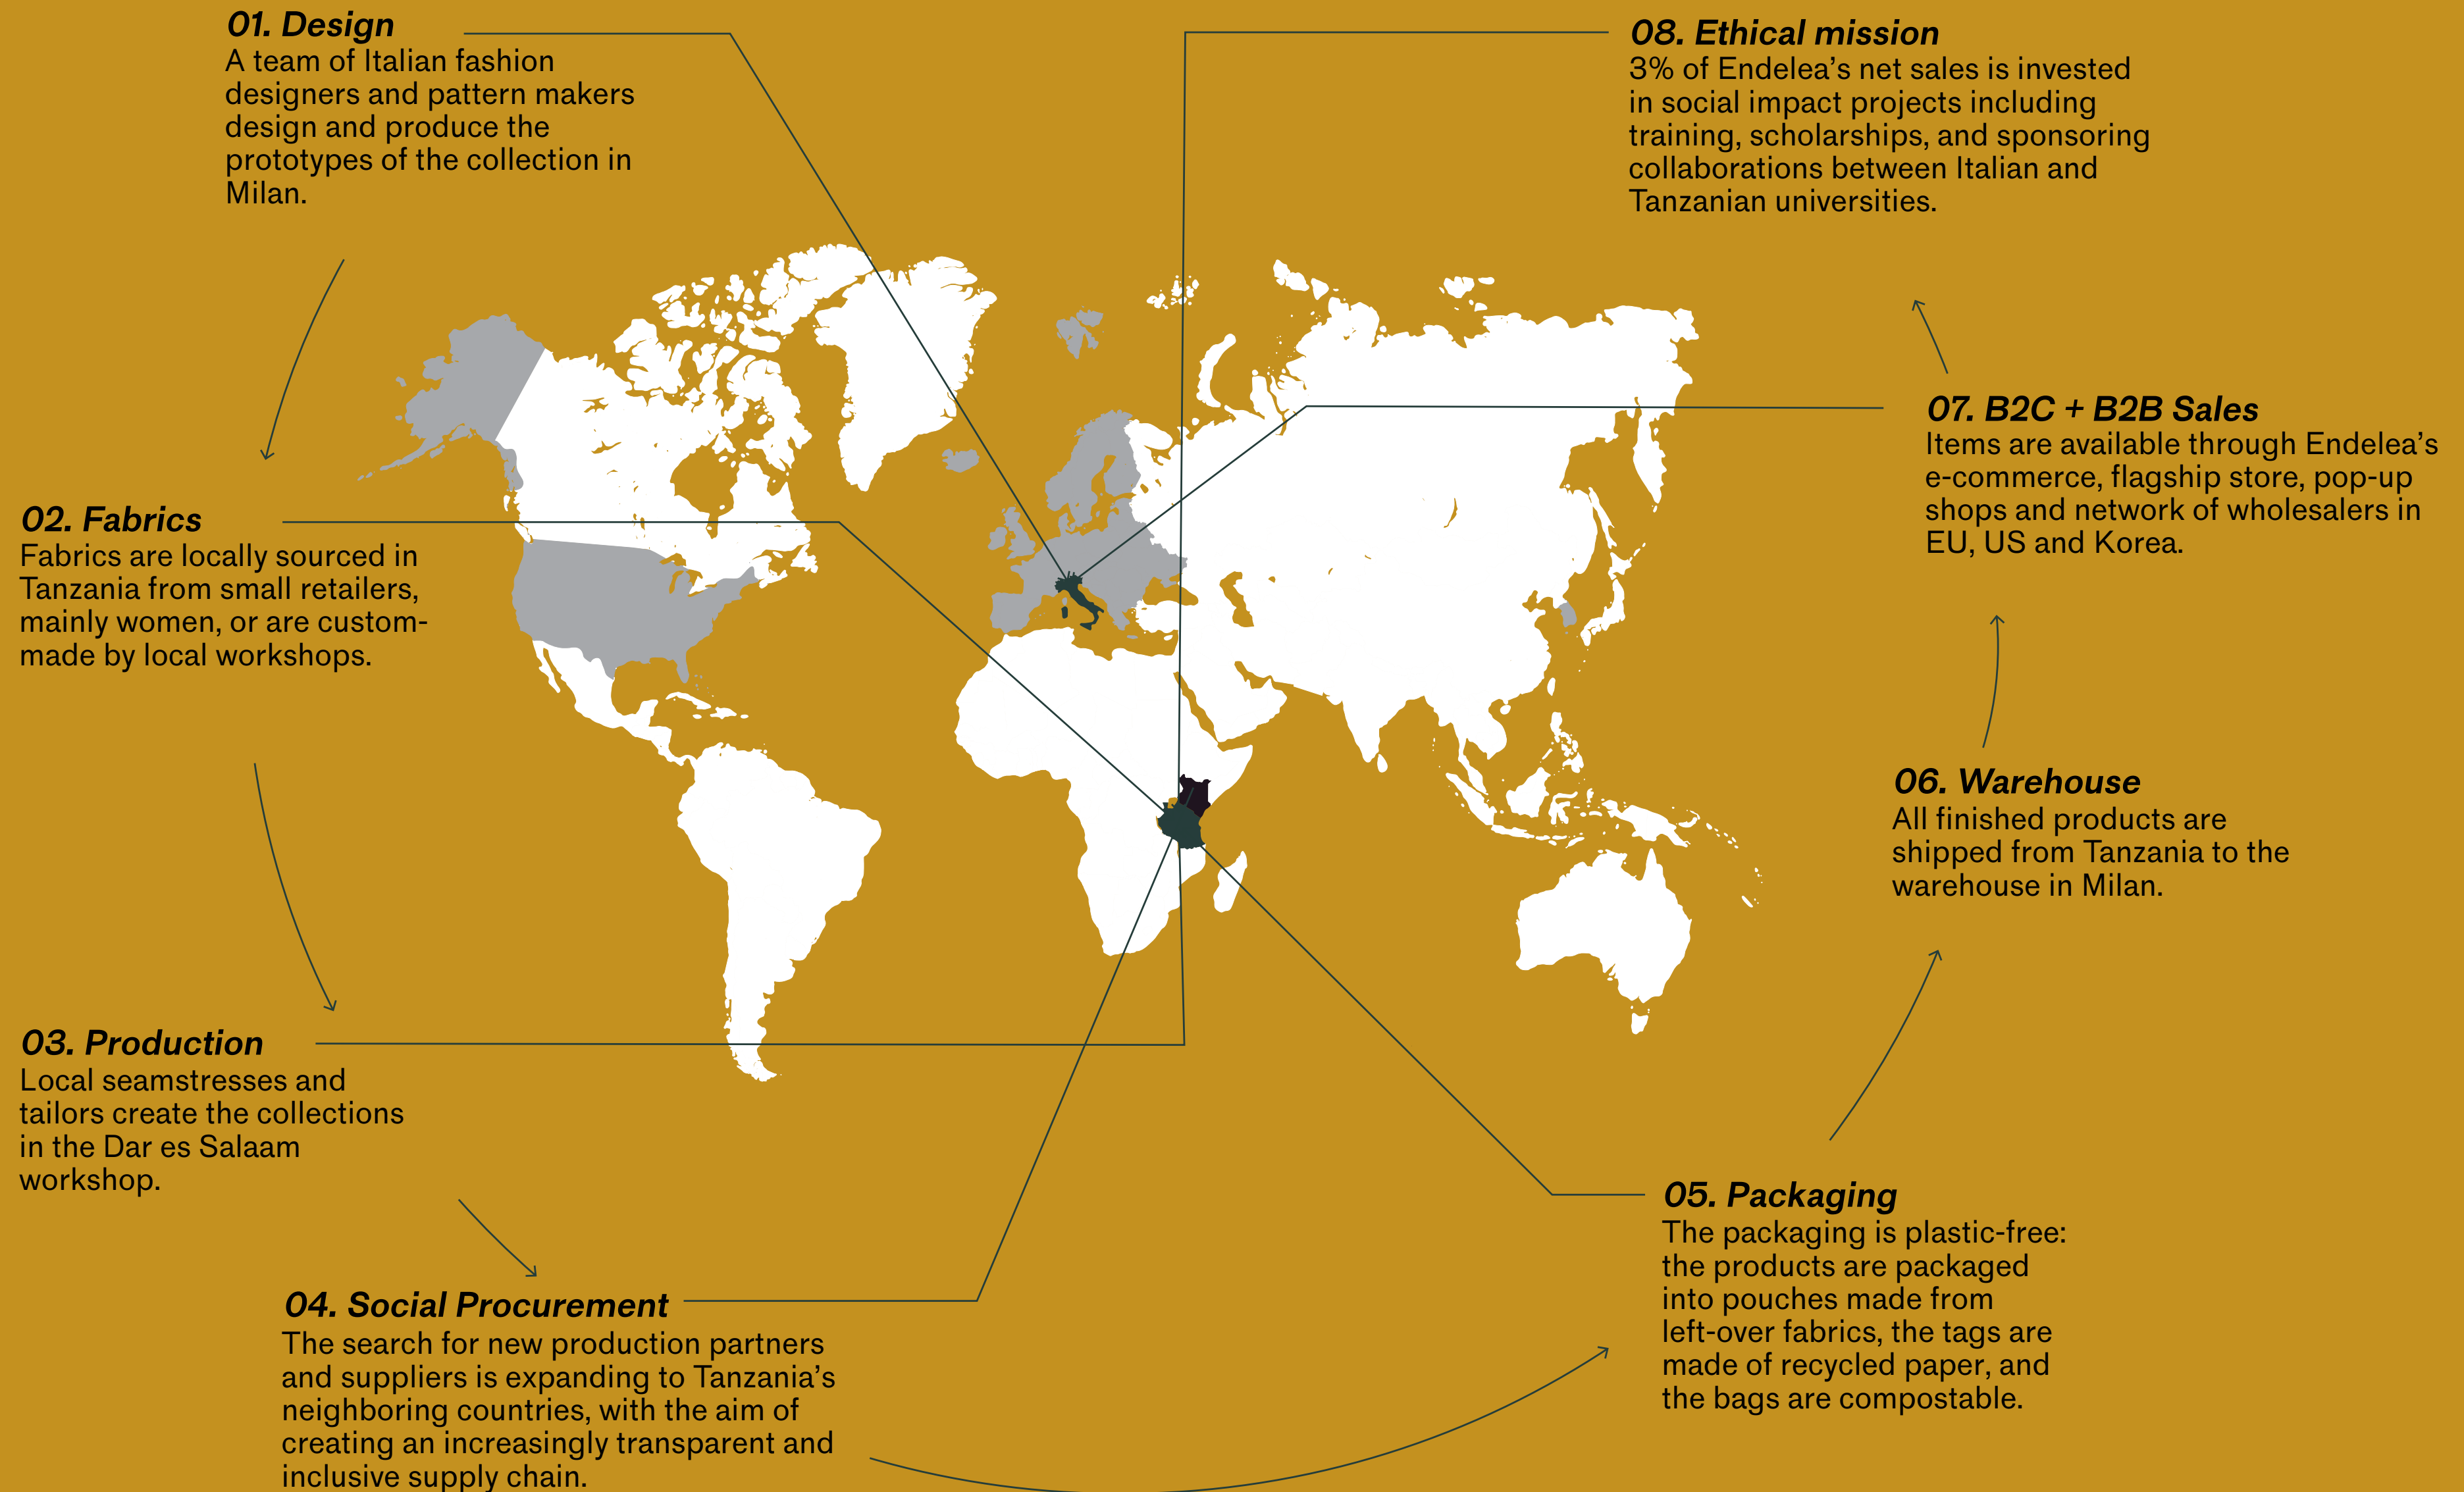 01. Design
A team of Italian fashion
designers and pattern makers
design and produce the
prototypes of the collection in
Milan.
02. Fabrics
Fabrics are locally sourced in
Tanzania from small retailers,
mainly women, or are custom-
made by local workshops.
03. Production
Local seamstresses and
tailors create the collections
in the Dar es Salaam
workshop.
04. Social Procurement
The search for new production partners
and suppliers is expanding to Tanzania’s
neighboring countries, with the aim of
creating an increasingly transparent and
inclusive supply chain.
05. Packaging
The packaging is plastic-free:
the products are packaged
into pouches made from
left-over fabrics, the tags are
made of recycled paper, and
the bags are compostable.
06. Warehouse
All finished products are
shipped from Tanzania to the
warehouse in Milan.
07. B2C + B2B Sales
Items are available through Endelea’s
e-commerce, flagship store, pop-up
shops and network of wholesalers in
EU, US and Korea.
08. Ethical mission
3% of Endelea’s net sales is invested
in social impact projects including
training, scholarships, and sponsoring
collaborations between Italian and
Tanzanian universities.